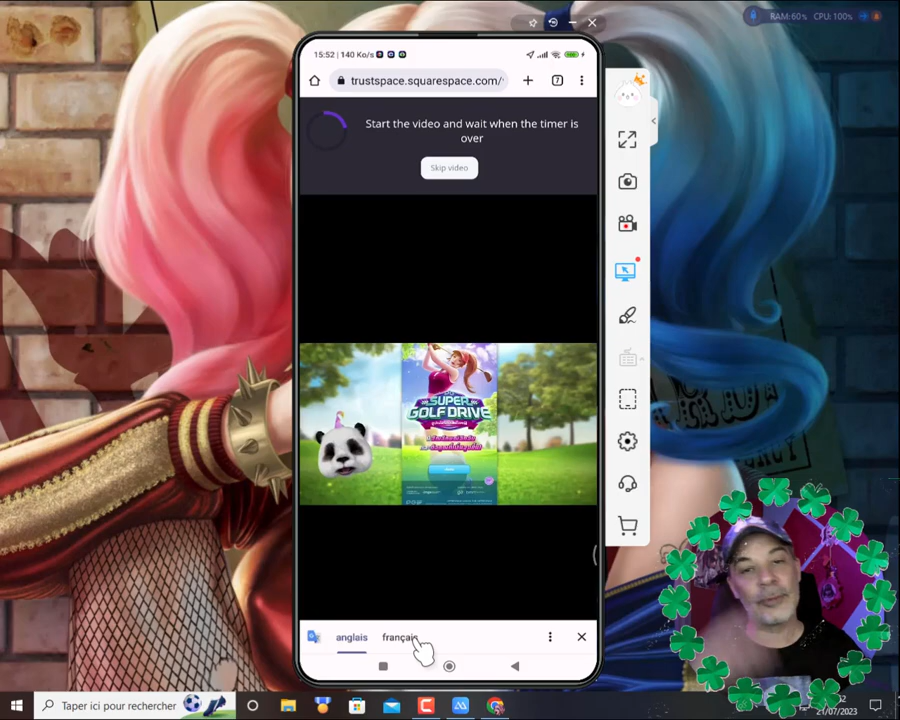 RAM: 60% CPU: 100%
15:52 | 140 Ko/s
trustspace.squarespace.com/
7
Start the video and wait when the timer is
over
Skip video
SUPER
GOLF DRIVE
anglais
français
Taper ici pour rechercher
21/07/2023